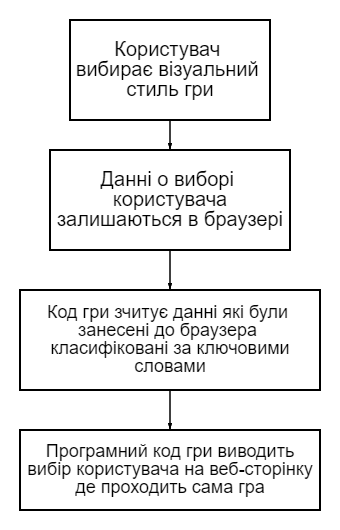 Користувач
вибирає візуальний
стиль гри
Данні о виборі
користувача
залишаються в браузері
Код гри зчитує данні які були
занесені до браузера
класифіковані за ключовими
словами
Програмний код гри виводить
вибір користувача на веб-сторінку
де проходить сама гра